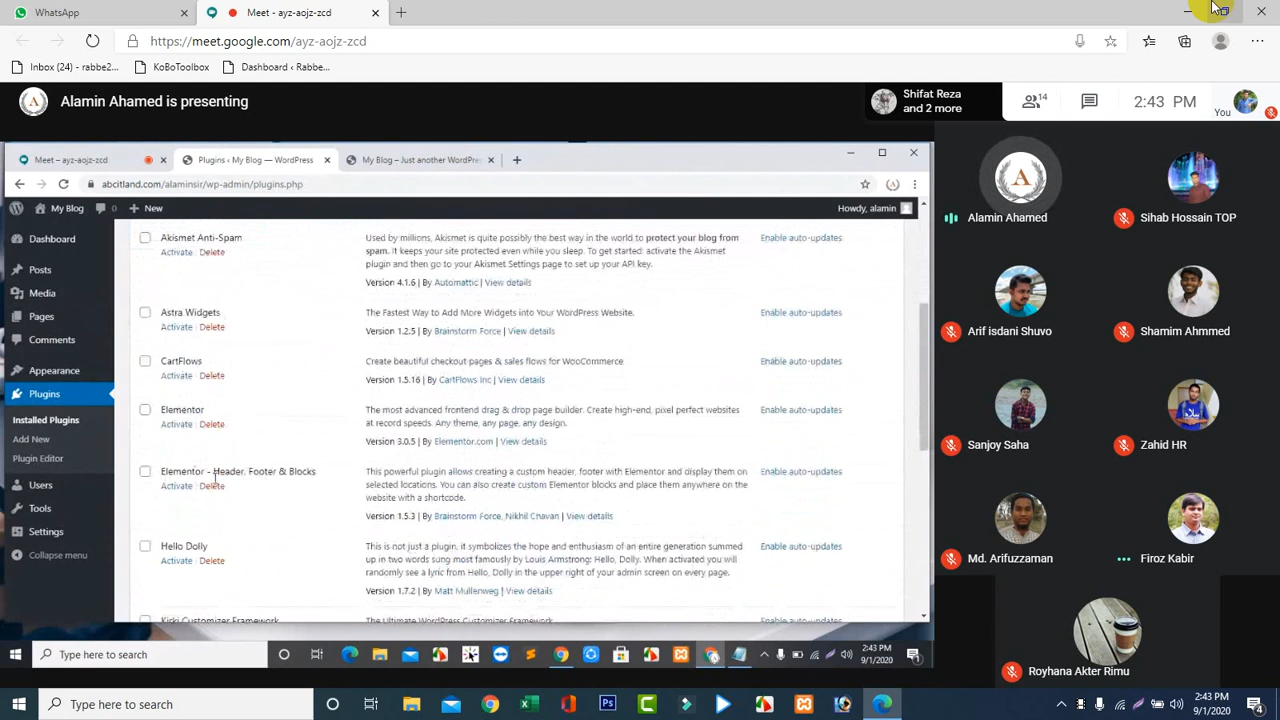 WhatsApp
Meet - ayz-aojz-zcd
https://meet.google.com/ayz-aojz-zcd
Inbox (24) - rabbe2...
KoBoToolbox
Dashboard ‹ Rabbe...
Alamin Ahamed is presenting
Shifat Reza
and 2 more
14
2:43 PM
You
Meet – ayz-aojz-zcd
Plugins ‹ My Blog — WordPress
My Blog – Just another WordPres
abcitland.com/alaminsir/wp-admin/plugins.php
My Blog
0
New
Howdy, alamin
Dashboard
Posts
Media
Pages
Comments
Appearance
Plugins
Installed Plugins
Add New
Plugin Editor
Users
Tools
Settings
Collapse menu
Akismet Anti-Spam
Activate | Delete
Used by millions, Akismet is quite possibly the best way in the world to protect your blog from
spam. It keeps your site protected even while you sleep. To get started: activate the Akismet
plugin and then go to your Akismet Settings page to set up your API key.
Version 4.1.6 | By Automattic | View details
Enable auto-updates
Astra Widgets
Activate | Delete
The Fastest Way to Add More Widgets into Your WordPress Website.
Version 1.2.5 | By Brainstorm Force | View details
Enable auto-updates
CartFlows
Activate | Delete
Create beautiful checkout pages & sales flows for WooCommerce
Version 1.5.16 | By CartFlows Inc | View details
Enable auto-updates
Elementor
Activate | Delete
The most advanced frontend drag & drop page builder. Create high-end, pixel perfect websites
at record speeds. Any theme, any page, any design.
Version 3.0.5 | By Elementor.com | View details
Enable auto-updates
Elementor - Header, Footer & Blocks
Activate | Delete
This powerful plugin allows creating a custom header, footer with Elementor and display them on
selected locations. You can also create custom Elementor blocks and place them anywhere on the
website with a shortcode.
Version 1.5.3 | By Brainstorm Force, Nikhil Chavan | View details
Enable auto-updates
Hello Dolly
Activate | Delete
This is not just a plugin, it symbolizes the hope and enthusiasm of an entire generation summed
up in two words sung most famously by Louis Armstrong: Hello, Dolly. When activated you will
randomly see a lyric from Hello, Dolly in the upper right of your admin screen on every page.
Version 1.7.2 | By Matt Mullenweg | View details
Enable auto-updates
Kirki Customizer Framework
The Ultimate WordPress Customizer Framework
Alamin Ahamed
Sihab Hossain TOP
Arif isdani Shuvo
Shamim Ahmmed
Sanjoy Saha
Zahid HR
Md. Arifuzzaman
Firoz Kabir
Royhana Akter Rimu
Type here to search
2:43 PM
9/1/2020
1
Type here to search
2:43 PM
9/1/2020
4